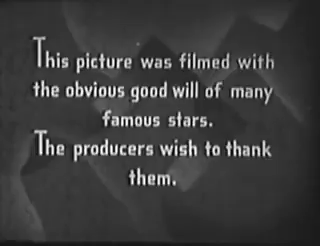 This picture was filmed with
the obvious good will of many
famous stars.
The producers wish to thank
them.